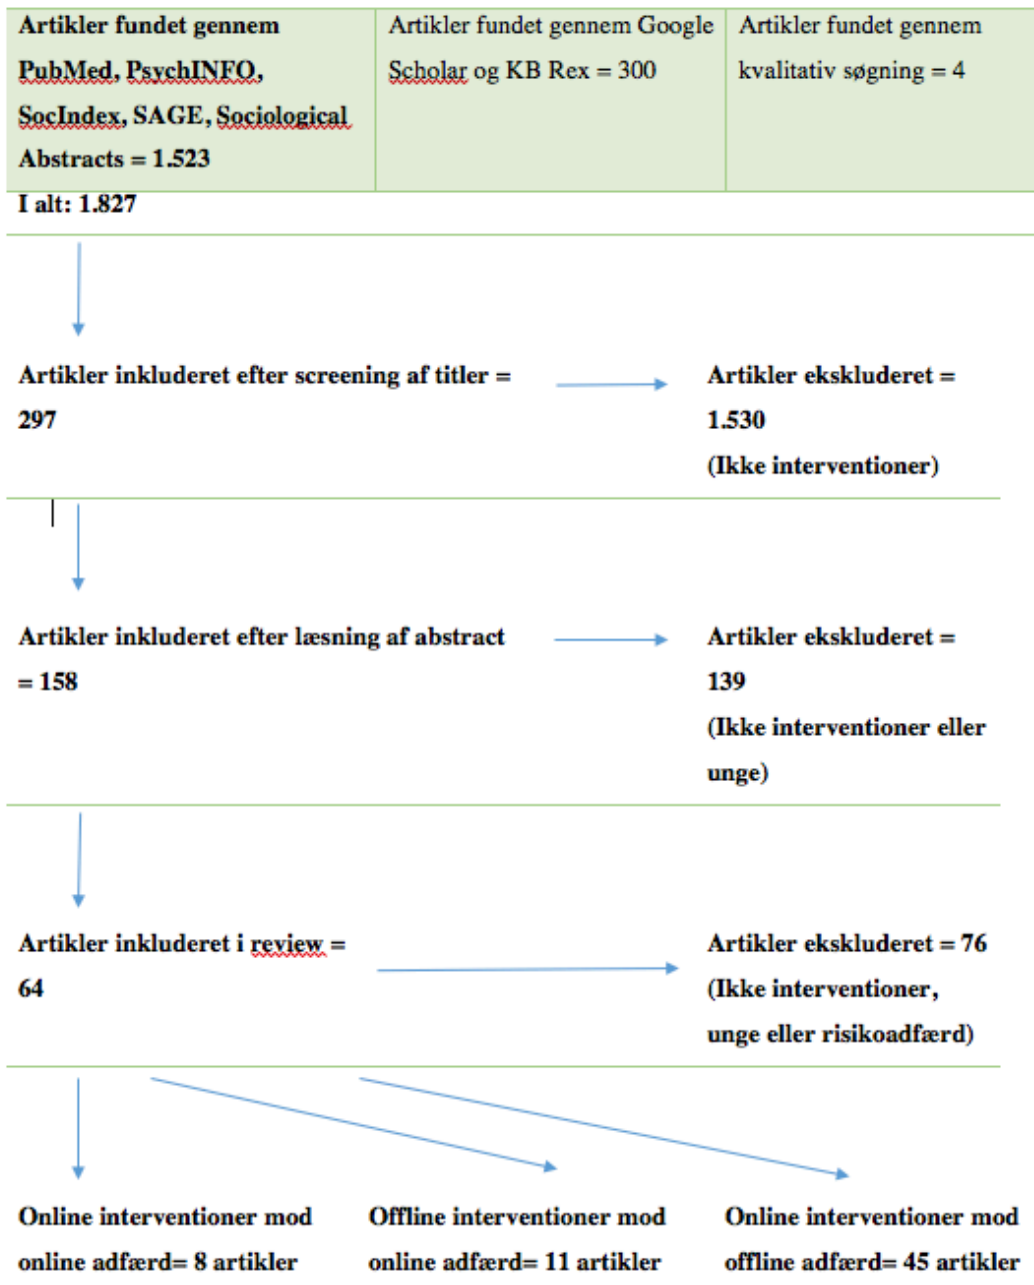 Artikler fundet gennem
PubMed, PsychINFO,
SocIndex, SAGE, Sociological
Abstracts = 1.523
Artikler fundet gennem Google
Scholar og KB Rex = 300
Artikler fundet gennem
kvalitativ søgning = 4
I alt: 1.827
Artikler inkluderet efter screening af titler =
297
Artikler ekskluderet =
1.530
(Ikke interventioner)
Artikler inkluderet efter læsning af abstract
= 158
Artikler ekskluderet =
139
(Ikke interventioner eller
unge)
Artikler inkluderet i review =
64
Artikler ekskluderet = 76
(Ikke interventioner,
unge eller risikoadfærd)
Online interventioner mod
online adfærd= 8 artikler
Offline interventioner mod
online adfærd= 11 artikler
Online interventioner mod
offline adfærd= 45 artikler